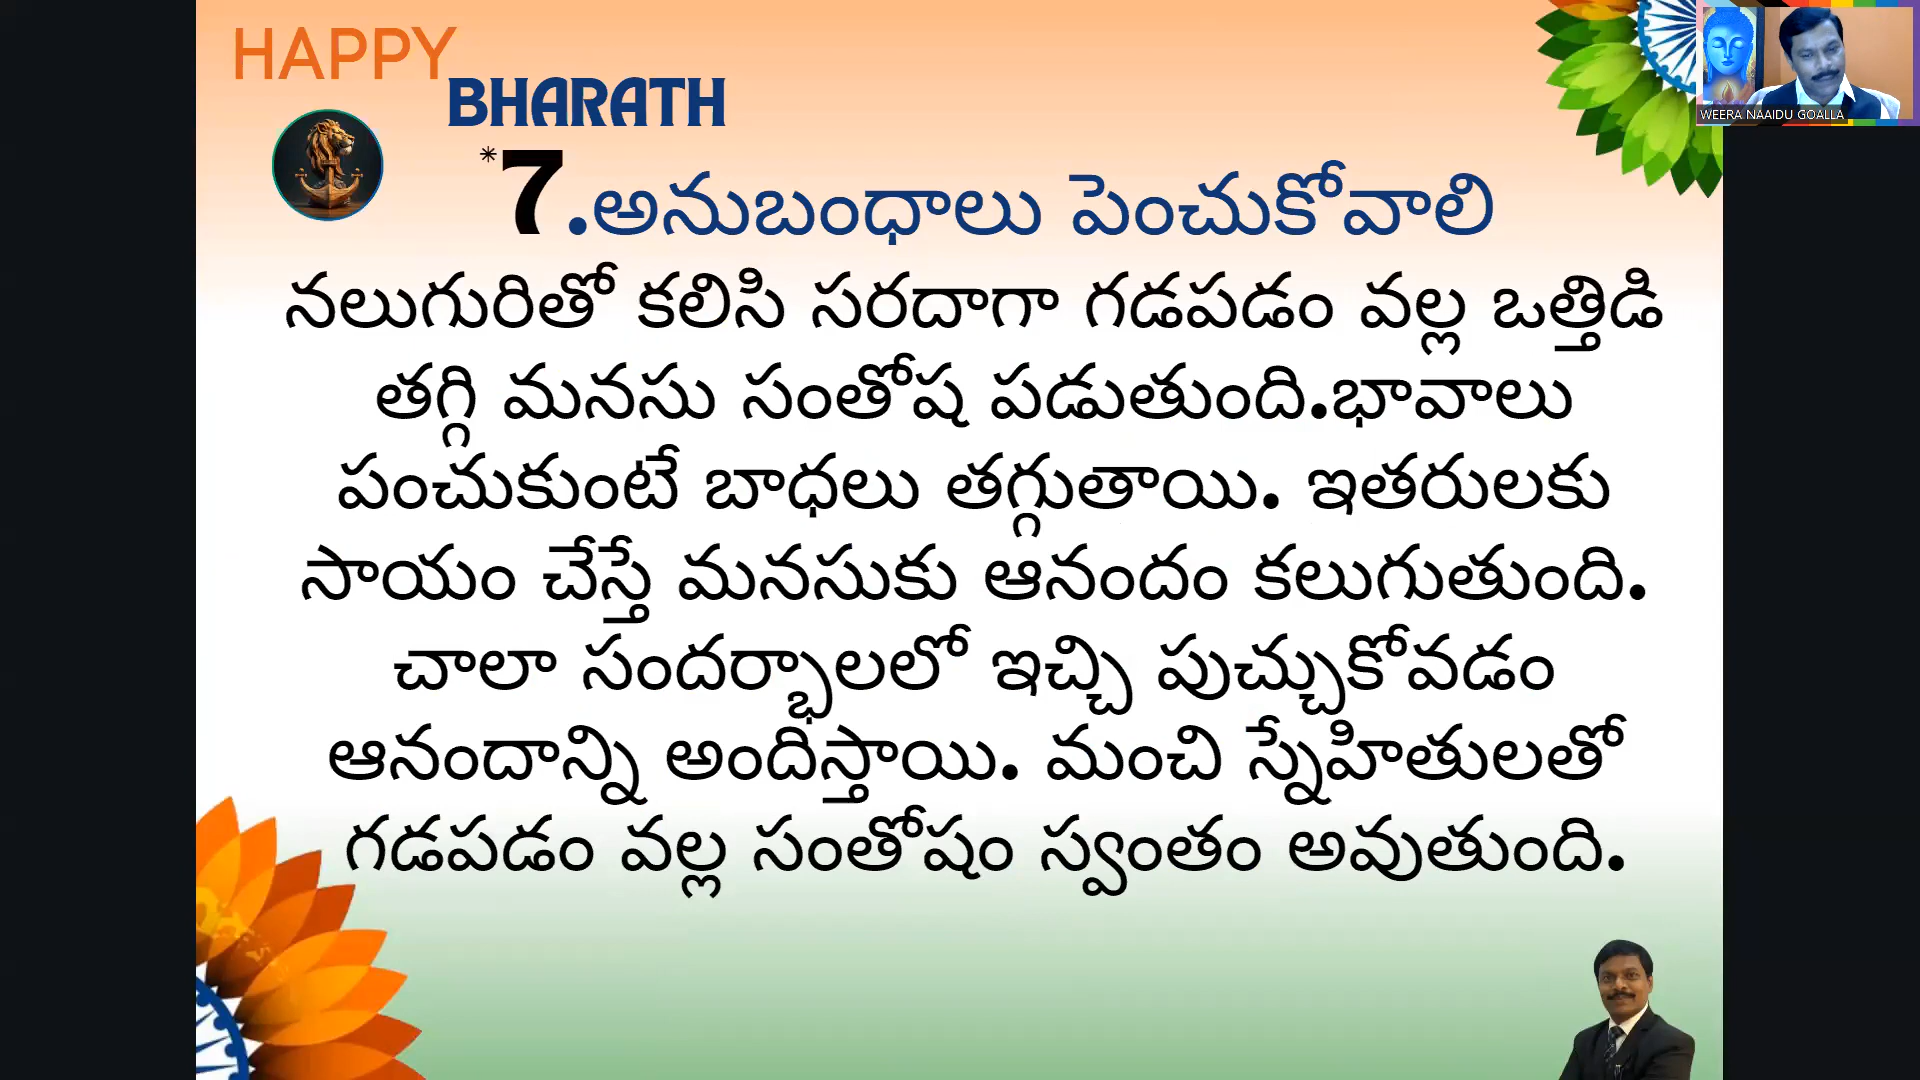 HAPPY
BHARATH
WEERA NAAIDU GOALLA
*7.అనుబంధాలు పెంచుకోవాలి
నలుగురితో కలిసి సరదాగా గడపడం వల్ల ఒత్తిడి
తగ్గి మనసు సంతోష పడుతుంది.భావాలు
పంచుకుంటే బాధలు తగ్గుతాయి. ఇతరులకు
సాయం చేస్తే మనసుకు ఆనందం కలుగుతుంది.
చాలా సందర్భాలలో ఇచ్చి పుచ్చుకోవడం
ఆనందాన్ని అందిస్తాయి. మంచి స్నేహితులతో
గడపడం వల్ల సంతోషం స్వంతం అవుతుంది.